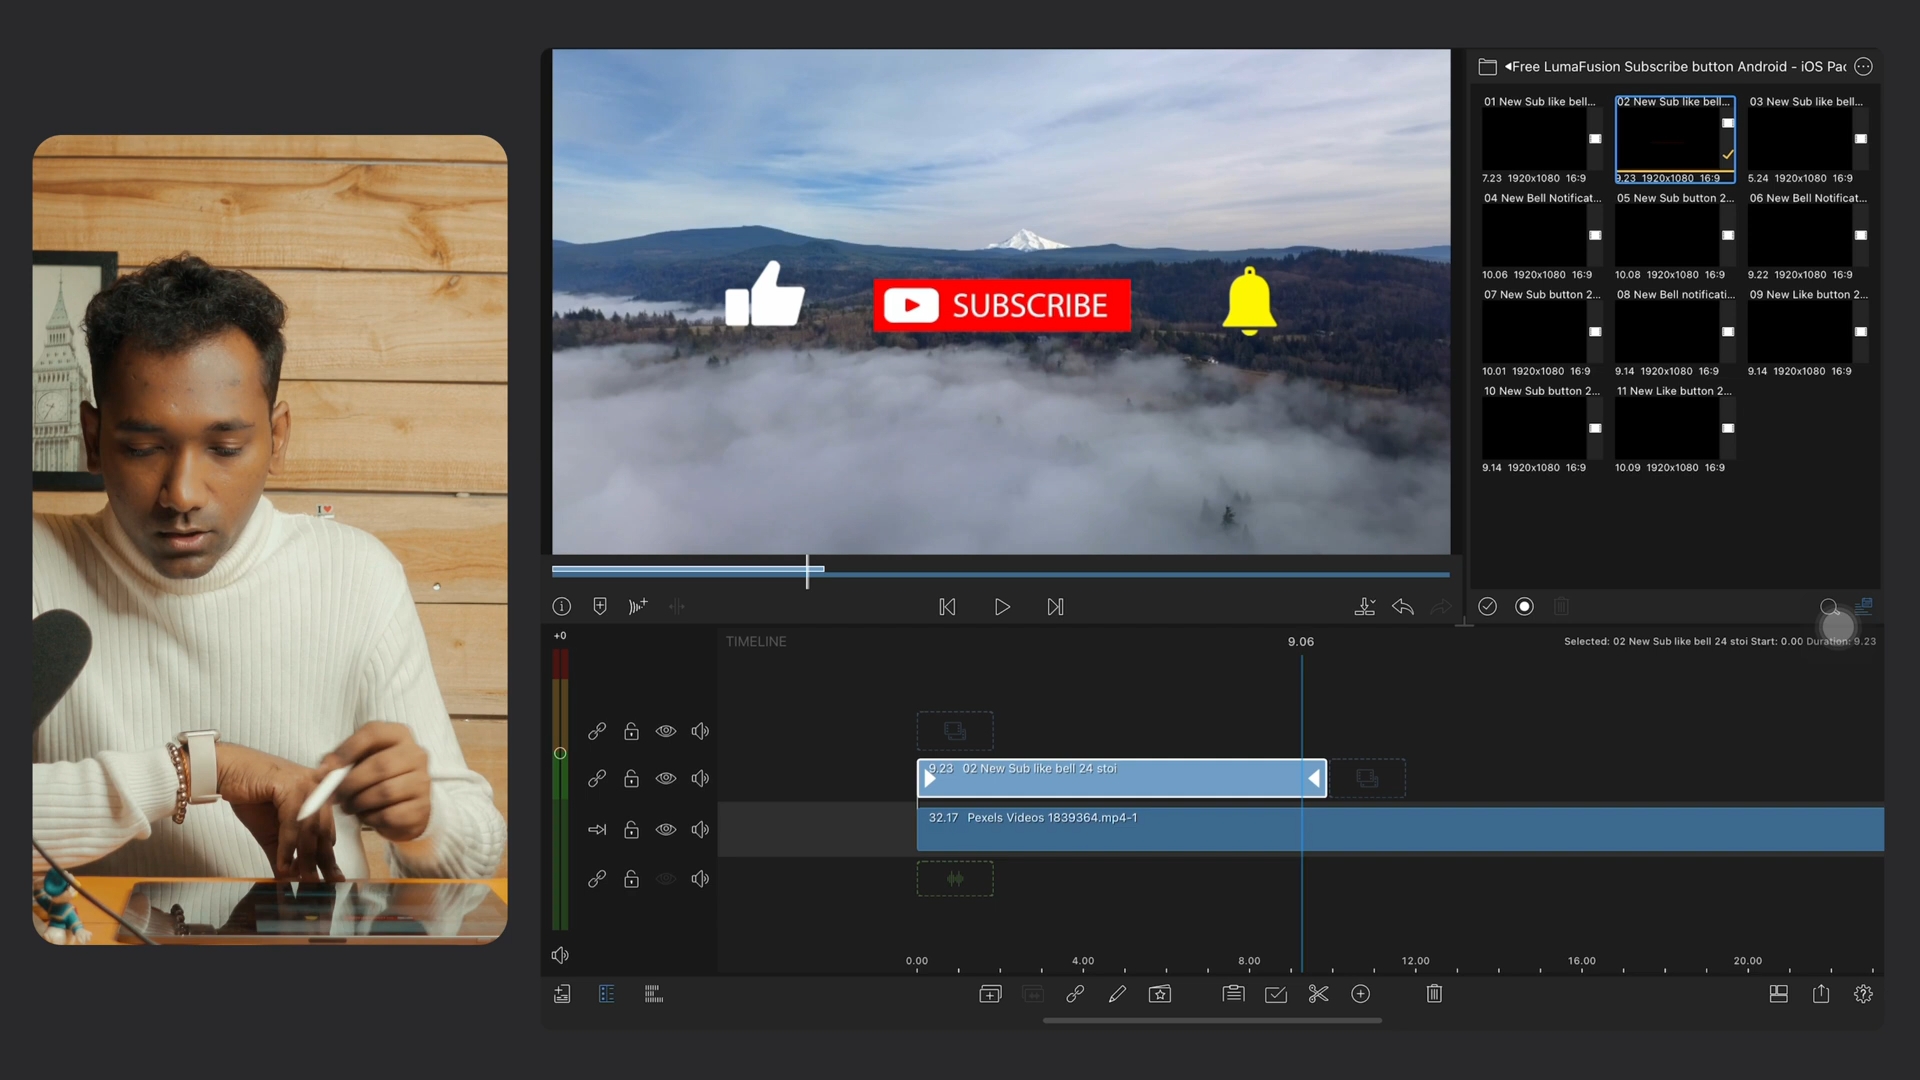 Free LumaFusion Subscribe button Android - iOS Pac
01 New Sub like bell...
02 New Sub like bell...
03 New Sub like bell...
7.23 1920x1080 16:9
9.23 1920x1080 16:9
5.24 1920x1080 16:9
04 New Bell Notificat...
05 New Sub button 2...
06 New Bell Notificat...
10.06 1920x1080 16:9
10.08 1920x1080 16:9
9.22 1920x1080 16:9
07 New Sub button 2...
08 New Bell notificati...
09 New Like button 2...
10.01 1920x1080 16:9
9.14 1920x1080 16:9
9.14 1920x1080 16:9
10 New Sub button 2...
11 New Like button 2...
9.14 1920x1080 16:9
10.09 1920x1080 16:9
SUBSCRIBE
I
+0
TIMELINE
9.06
Selected: 02 New Sub like bell 24 stoi Start: 0.00 Duration: 9.23
9.23 02 New Sub like bell 24 stoi
32.17 Pexels Videos 1839364.mp4-1
0.00 4.00 8.00 12.00 16.00 20.00